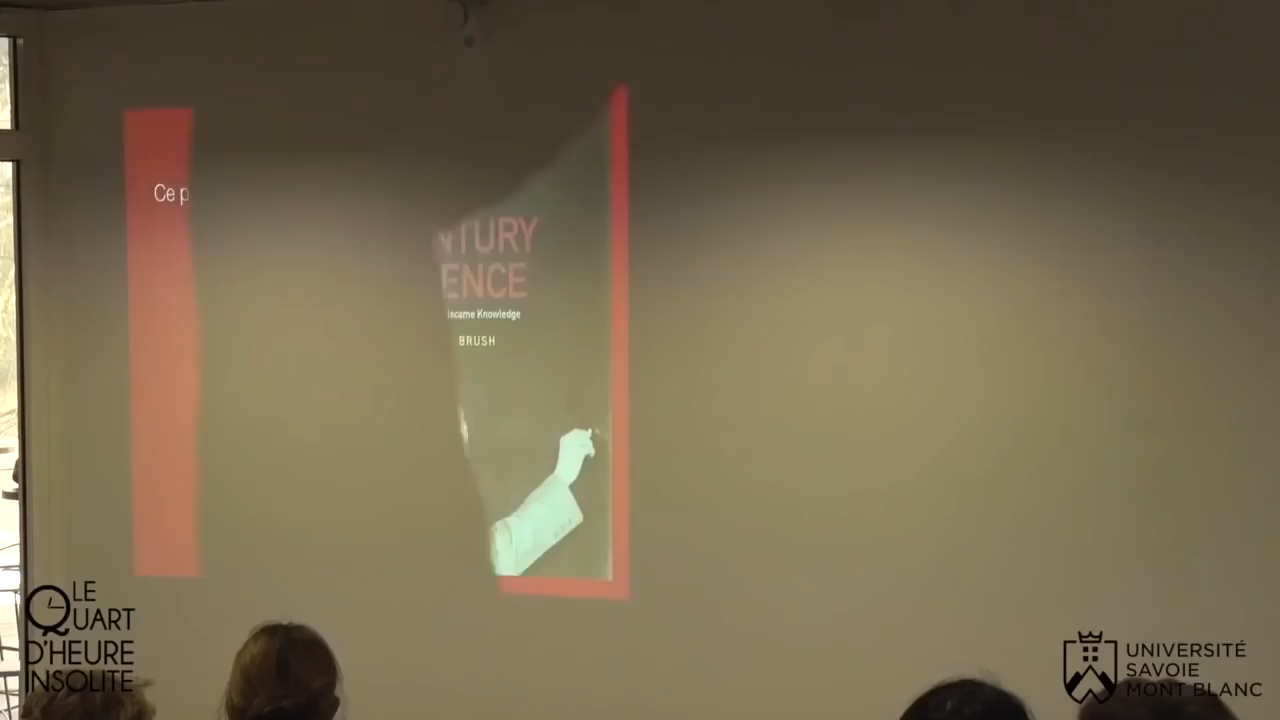 Ce p
NTURY
ENCE
became Knowledge
BRUSH
LE
QUART
D'HEURE
INSOLITE
UNIVERSITÉ
SAVOIE
MONT BLANC